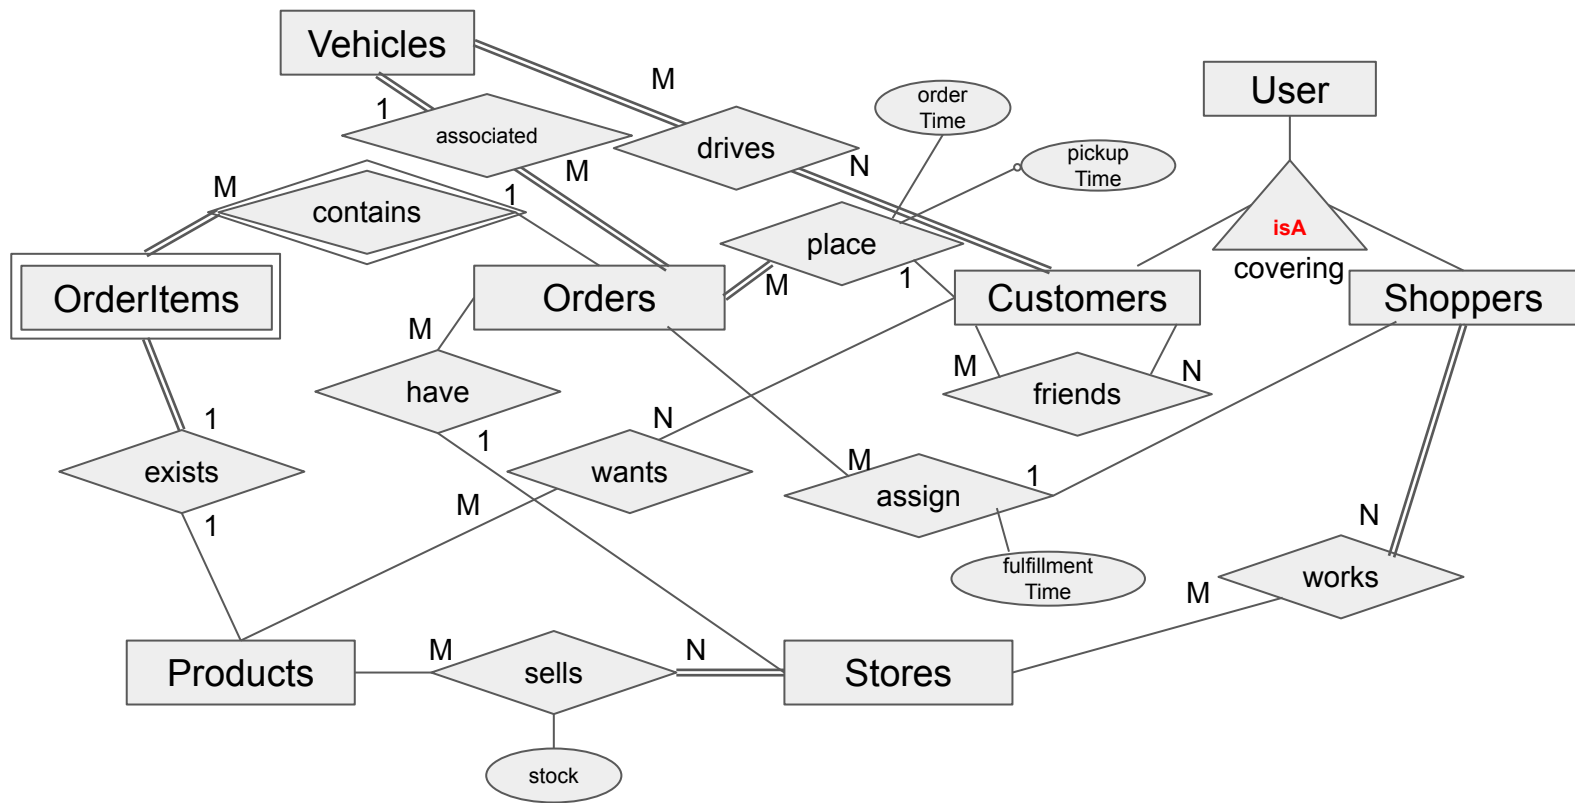 Vehicles
M
User
1
associated
order
Time
drives
pickup
Time
M
N
M
1
contains
place
isA
1
covering
M
OrderItems
Orders
Customers
Shoppers
M
have
M
friends
N
1
N
1
exists
wants
M
assign
1
M
N
1
fulfillment
Time
works
M
Products
M
sells
N
Stores
stock